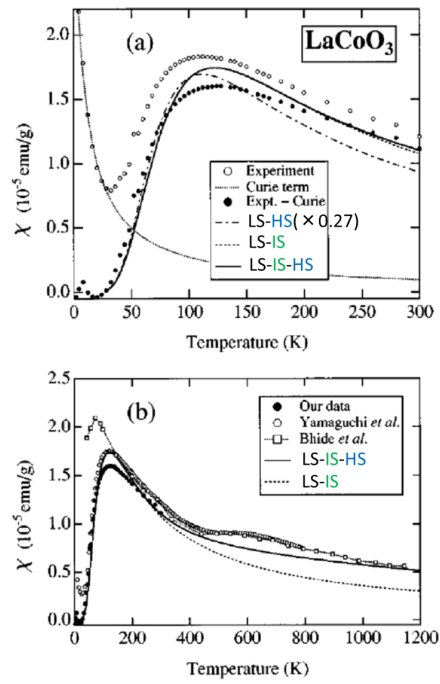 (a)
LaCoO3
2.0
1.5
1.0
0.5
0.0
χ (10-5 emu/g)
Experiment
Curie term
Expt. – Curie
LS-HS(×0.27)
LS-IS
LS-IS-HS
0 50 100 150 200 250 300
Temperature (K)
(b)
2.5
2.0
1.5
1.0
0.5
0.0
χ (10-5 emu/g)
Our data
Yamaguchi et al.
Bhide et al.
LS-IS-HS
LS-IS
0 200 400 600 800 1000 1200
Temperature (K)